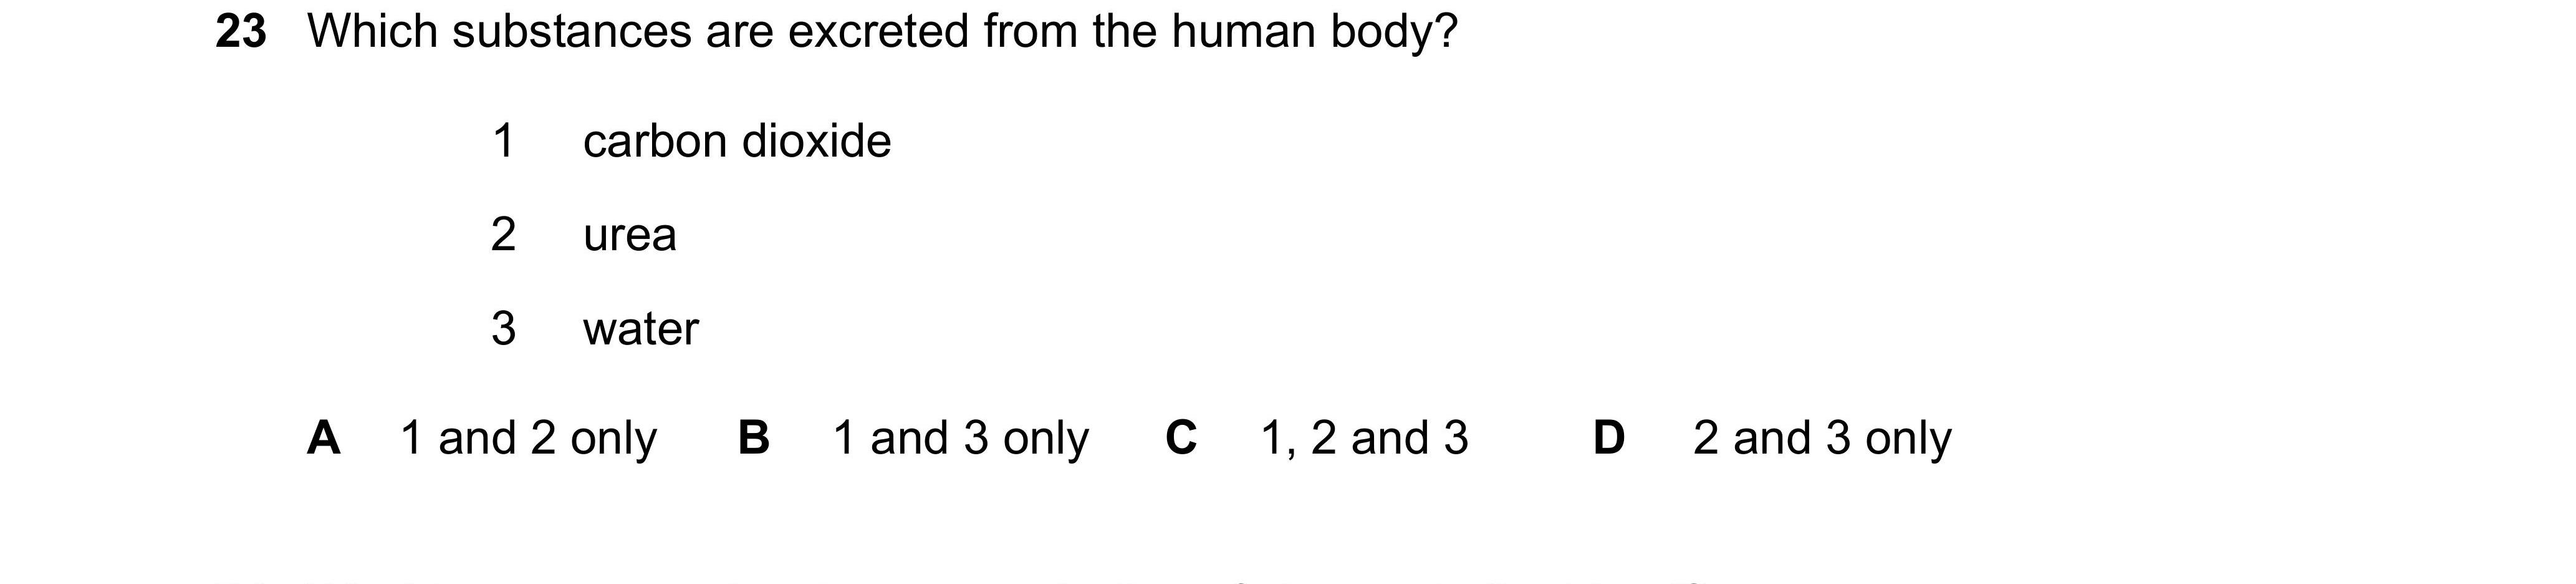 23 Which substances are excreted from the human body?
1 carbon dioxide
2 urea
3 water
A 1 and 2 only B 1 and 3 only C 1, 2 and 3 D 2 and 3 only